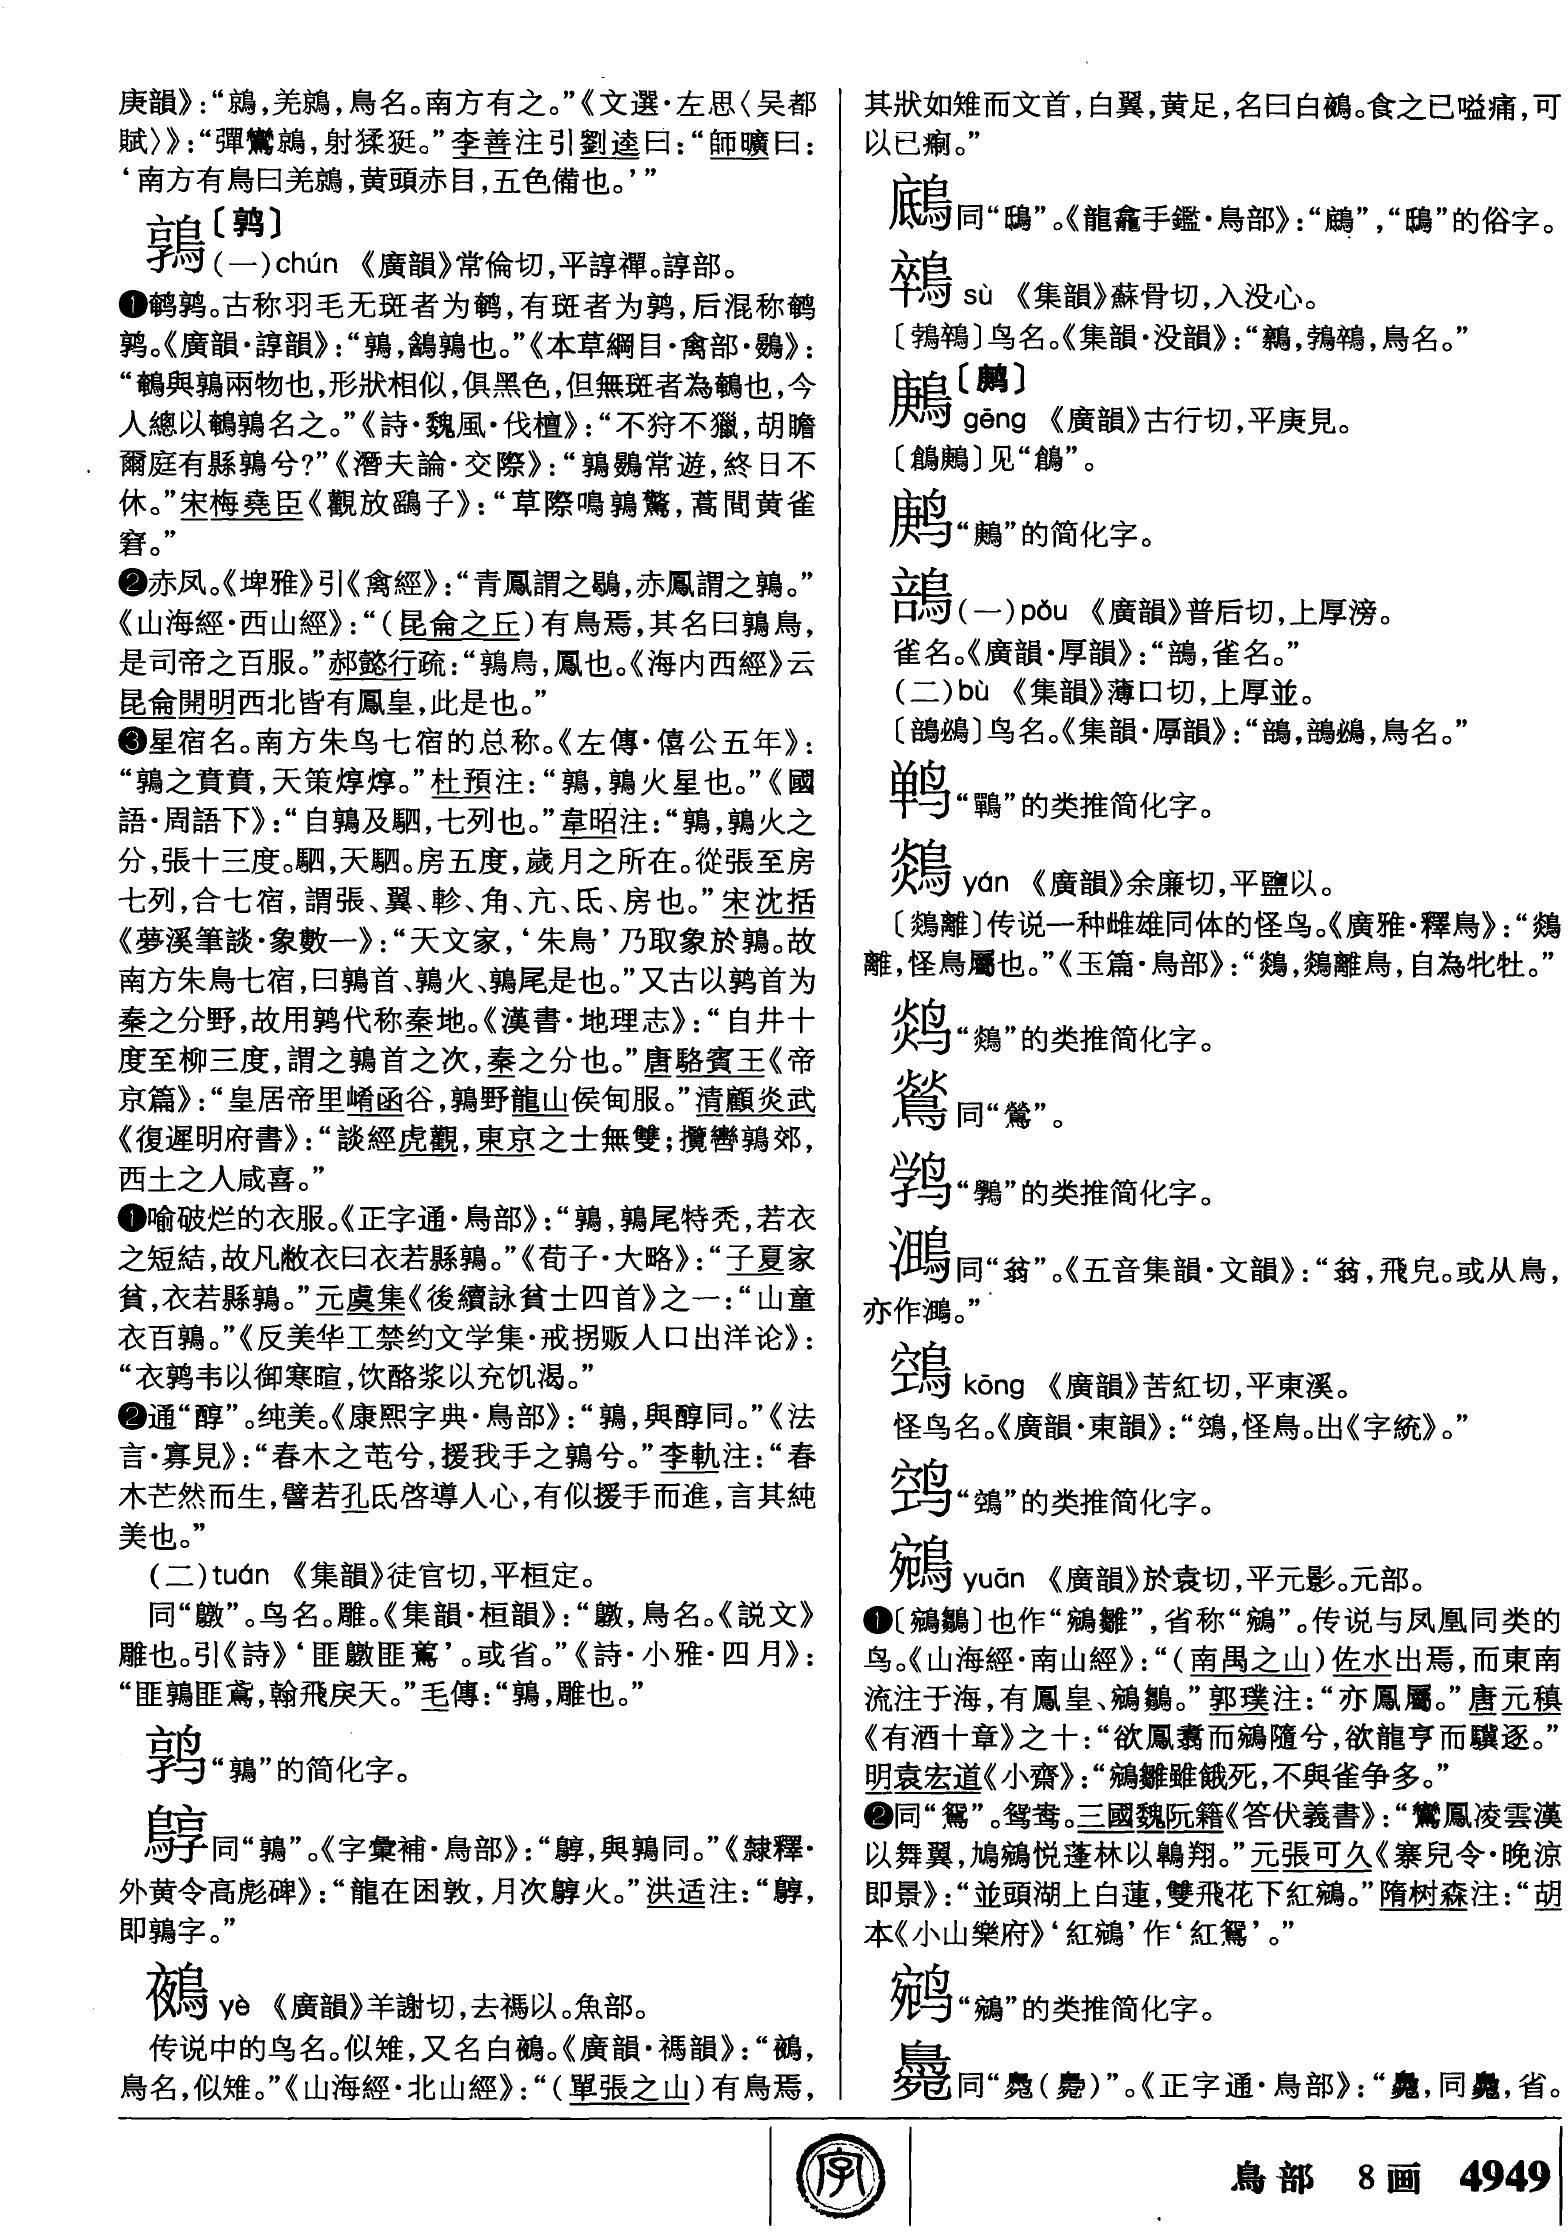 庚韻》：“鶁，羌鶁，鳥名。南方有之。”《文選·左思〈吴都
賦〉》：“彈鸞鶁，射猱挺。”李善注引劉逵曰：“師曠曰：
‘南方有鳥曰羌鶁，黄頭赤目，五色備也。’”
鶉〔鹑〕
（一）chún 《廣韻》常倫切，平諄禪。諄部。
❶鹌鹑。古称羽毛无斑者为鹌，有斑者为鹑，后混称鹌
鹑。《廣韻·諄韻》：“鶉，鷂鶉也。”《本草綱目·禽部·鷃》：
“鵪與鶉兩物也，形狀相似，俱黑色，但無斑者為鵪也，今
人總以鵪鶉名之。”《詩·魏風·伐檀》：“不狩不獵，胡瞻
爾庭有縣鶉兮？”《潛夫論·交際》：“鶉鷃常遊，終日不
休。”宋梅堯臣《觀放鷂子》：“草際鳴鶉驚，蒿間黄雀
窘。”
❷赤凤。《埤雅》引《禽經》：“青鳳謂之鶡，赤鳳謂之鶉。”
《山海經·西山經》：“（昆侖之丘）有鳥焉，其名曰鶉鳥，
是司帝之百服。”郝懿行疏：“鶉鳥，鳳也。《海内西經》云
昆侖開明西北皆有鳳皇，此是也。”
❸星宿名。南方朱鸟七宿的总称。《左傳·僖公五年》：
“鶉之賁賁，天策焞焞。”杜預注：“鶉，鶉火星也。”《國
語·周語下》：“自鶉及駟，七列也。”韋昭注：“鶉，鶉火之
分，張十三度。駟，天駟。房五度，歲月之所在。從張至房
七列，合七宿，謂張、翼、軫、角、亢、氐、房也。”宋沈括
《夢溪筆談·象數一》：“天文家，‘朱鳥’乃取象於鶉。故
南方朱鳥七宿，曰鶉首、鶉火、鶉尾是也。”又古以鹑首为
秦之分野，故用鹑代称秦地。《漢書·地理志》：“自井十
度至柳三度，謂之鶉首之次，秦之分也。”唐駱賓王《帝
京篇》：“皇居帝里崤函谷，鶉野龍山侯甸服。”清顧炎武
《復遲明府書》：“談經虎觀，東京之士無雙；攬轡鶉郊，
西土之人咸喜。”
❶喻破烂的衣服。《正字通·鳥部》：“鶉，鶉尾特禿，若衣
之短結，故凡敝衣曰衣若縣鶉。”《荀子·大略》：“子夏家
貧，衣若縣鶉。”元虞集《後續詠貧士四首》之一：“山童
衣百鶉。”《反美华工禁约文学集·戒拐贩人口出洋论》：
“衣鹑韦以御寒暄，饮酪浆以充饥渴。”
❷通“醇”。纯美。《康熙字典·鳥部》：“鶉，與醇同。”《法
言·寡見》：“春木之芚兮，援我手之鶉兮。”李軌注：“春
木芒然而生，譬若孔氏啓導人心，有似援手而進，言其純
美也。”
（二）tuán 《集韻》徒官切，平桓定。
同“鷻”。鸟名。雕。《集韻·桓韻》：“鷻，鳥名。《説文》
雕也。引《詩》‘匪鷻匪䳒’。或省。”《詩·小雅·四月》：
“匪鶉匪鳶，翰飛戾天。”毛傳：“鶉，雕也。”
鹑“鶉”的简化字。
同“鶉”。《字彙補·鳥部》：“，與鶉同。”《隸釋·
外黄令高彪碑》：“龍在困敦，月次火。”洪适注：“，
即鶉字。”
鵺 yè 《廣韻》羊謝切，去禡以。魚部。
传说中的鸟名。似雉，又名白鵺。《廣韻·禡韻》：“鵺，
鳥名，似雉。”《山海經·北山經》：“（單張之山）有鳥焉，
其狀如雉而文首，白翼，黄足，名曰白鵺。食之已嗌痛，可
以已痸。”
同“鴟”。《龍龕手鑑·鳥部》：“”，“鴟”的俗字。
䘹 sù 《集韻》蘇骨切，入没心。
〔鵓〕鸟名。《集韻·没韻》：“，鵓，鳥名。”
鶊〔鹒〕
gēng 《廣韻》古行切，平庚見。
〔鶬鶊〕见“鶬”。
鹒“鶊”的简化字。
䳝（一）pǒu 《廣韻》普后切，上厚滂。
雀名。《廣韻·厚韻》：“䳝，雀名。”
（二）bù 《集韻》薄口切，上厚並。
〔䳝〕鸟名。《集韻·厚韻》：“䳝，䳝，鳥名。”
“鷤”的类推简化字。
yán 《廣韻》余廉切，平鹽以。
〔離〕传说一种雌雄同体的怪鸟。《廣雅·釋鳥》：“
離，怪鳥屬也。”《玉篇·鳥部》：“，離鳥，自為牝牡。”
的类推简化字。
同“鶯”。
“鷽”的类推简化字。
同“翁”。《五音集韻·文韻》：“翁，飛皃。或从鳥，
亦作。”
鵼 kōng 《廣韻》苦紅切，平東溪。
怪鸟名。《廣韻·東韻》：“鵼，怪鳥。出《字統》。”
“鵼”的类推简化字。
鵷 yuān 《廣韻》於袁切，平元影。元部。
❶〔鵷鶵〕也作“鵷雛”，省称“鵷”。传说与凤凰同类的
鸟。《山海經·南山經》：“（南禺之山）佐水出焉，而東南
流注于海，有鳳皇、鵷鶵。”郭璞注：“亦鳳屬。”唐元稹
《有酒十章》之十：“欲鳳翥而鵷隨兮，欲龍亨而驥逐。”
明袁宏道《小齋》：“鵷雛雖餓死，不與雀争多。”
❷同“鴛”。鸳鸯。三國魏阮籍《答伏義書》：“鸞鳳凌雲漢
以舞翼，鳩鵷悦蓬林以鶤翔。”元張可久《寨兒令·晚涼
即景》：“並頭湖上白蓮，雙飛花下紅鵷。”隋树森注：“胡
本《小山樂府》‘紅鵷’作‘紅鴛’。”
鹓“鵷”的类推简化字。
同“”。《正字通·鳥部》：“，同，省。
鳥部 8画 4949